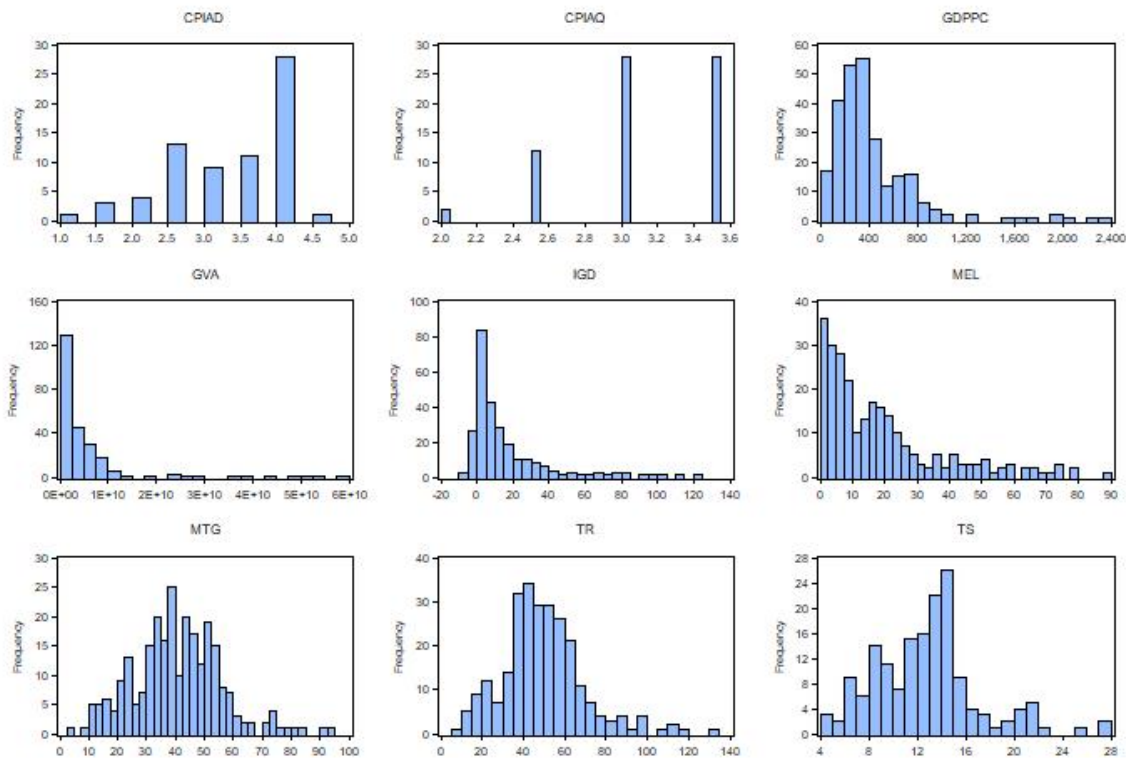 CPIAD
Frequency
30
25
20
15
10
5
0
1.0 1.5 2.0 2.5 3.0 3.5 4.0 4.5 5.0
CPIAQ
Frequency
30
25
20
15
10
5
0
2.0 2.2 2.4 2.6 2.8 3.0 3.2 3.4 3.6
GDPPC
Frequency
60
50
40
30
20
10
0
0 400 800 1,200 1,600 2,000 2,400
GVA
Frequency
160
120
80
40
0
0E+00 1E+10 2E+10 3E+10 4E+10 5E+10 6E+10
IGD
Frequency
100
80
60
40
20
0
-20 0 20 40 60 80 100 120 140
MEL
Frequency
40
30
20
10
0
0 10 20 30 40 50 60 70 80 90
MTG
Frequency
30
25
20
15
10
5
0
0 10 20 30 40 50 60 70 80 90 100
TR
Frequency
40
30
20
10
0
0 20 40 60 80 100 120 140
TS
Frequency
28
24
20
16
12
8
4
0
4 8 12 16 20 24 28